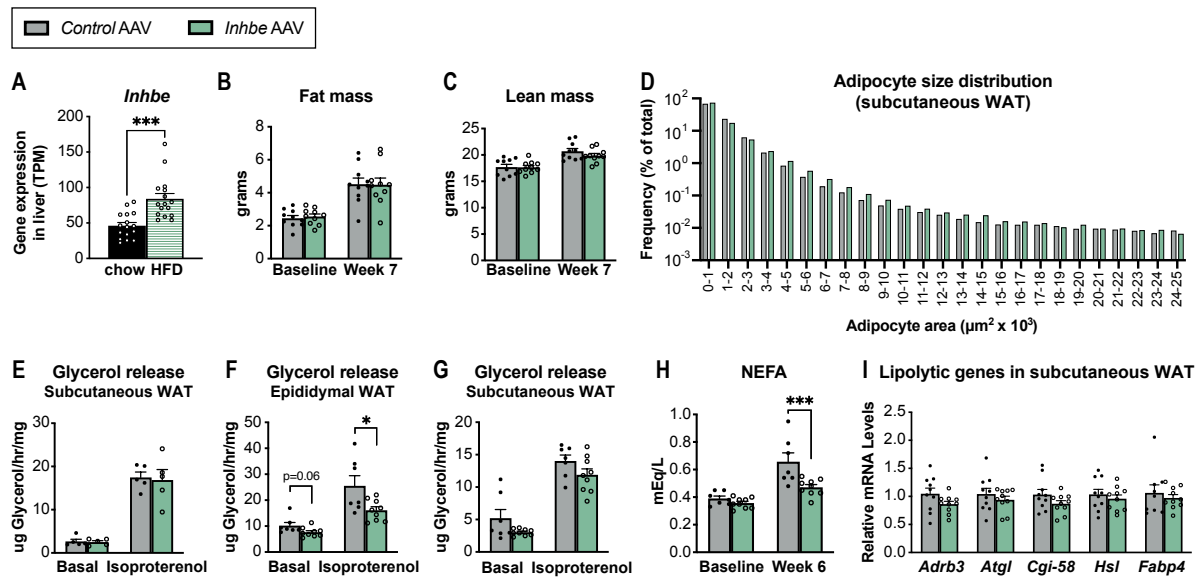 Control AAV Inhbe AAV
A
Inhbe
Gene expression
in liver (TPM)
200
150
100
50
0
***
chow HFD
B
Fat mass
grams
8
6
4
2
0
Baseline Week 7
C
Lean mass
grams
25
20
15
10
5
0
Baseline Week 7
D
Adipocyte size distribution
(subcutaneous WAT)
Frequency (% of total)
10²
10¹
10⁰
10⁻¹
10⁻²
10⁻³
0-1
1-2
2-3
3-4
4-5
5-6
6-7
7-8
8-9
9-10
10-11
11-12
12-13
13-14
14-15
15-16
16-17
17-18
18-19
19-20
20-21
21-22
22-23
23-24
24-25
Adipocyte area (µm² x 10³)
E
Glycerol release
Subcutaneous WAT
ug Glycerol/hr/mg
30
20
10
0
Basal Isoproterenol
F
Glycerol release
Epididymal WAT
ug Glycerol/hr/mg
50
40
30
20
10
0
p=0.06
*
Basal Isoproterenol
G
Glycerol release
Subcutaneous WAT
ug Glycerol/hr/mg
20
15
10
5
0
Basal Isoproterenol
H
NEFA
mEq/L
1.0
0.8
0.6
0.4
0.2
0.0
***
Baseline Week 6
I
Lipolytic genes in subcutaneous WAT
Relative mRNA Levels
2.5
2.0
1.5
1.0
0.5
0.0
Adrb3 Atgl Cgi-58 Hsl Fabp4